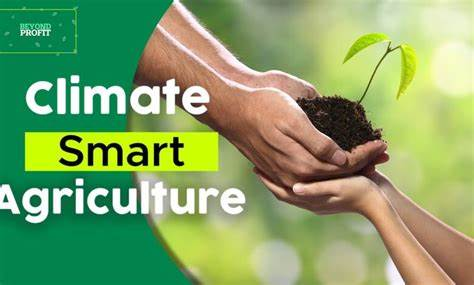 BEYOND
PROFIT
Climate
Smart
Agriculture